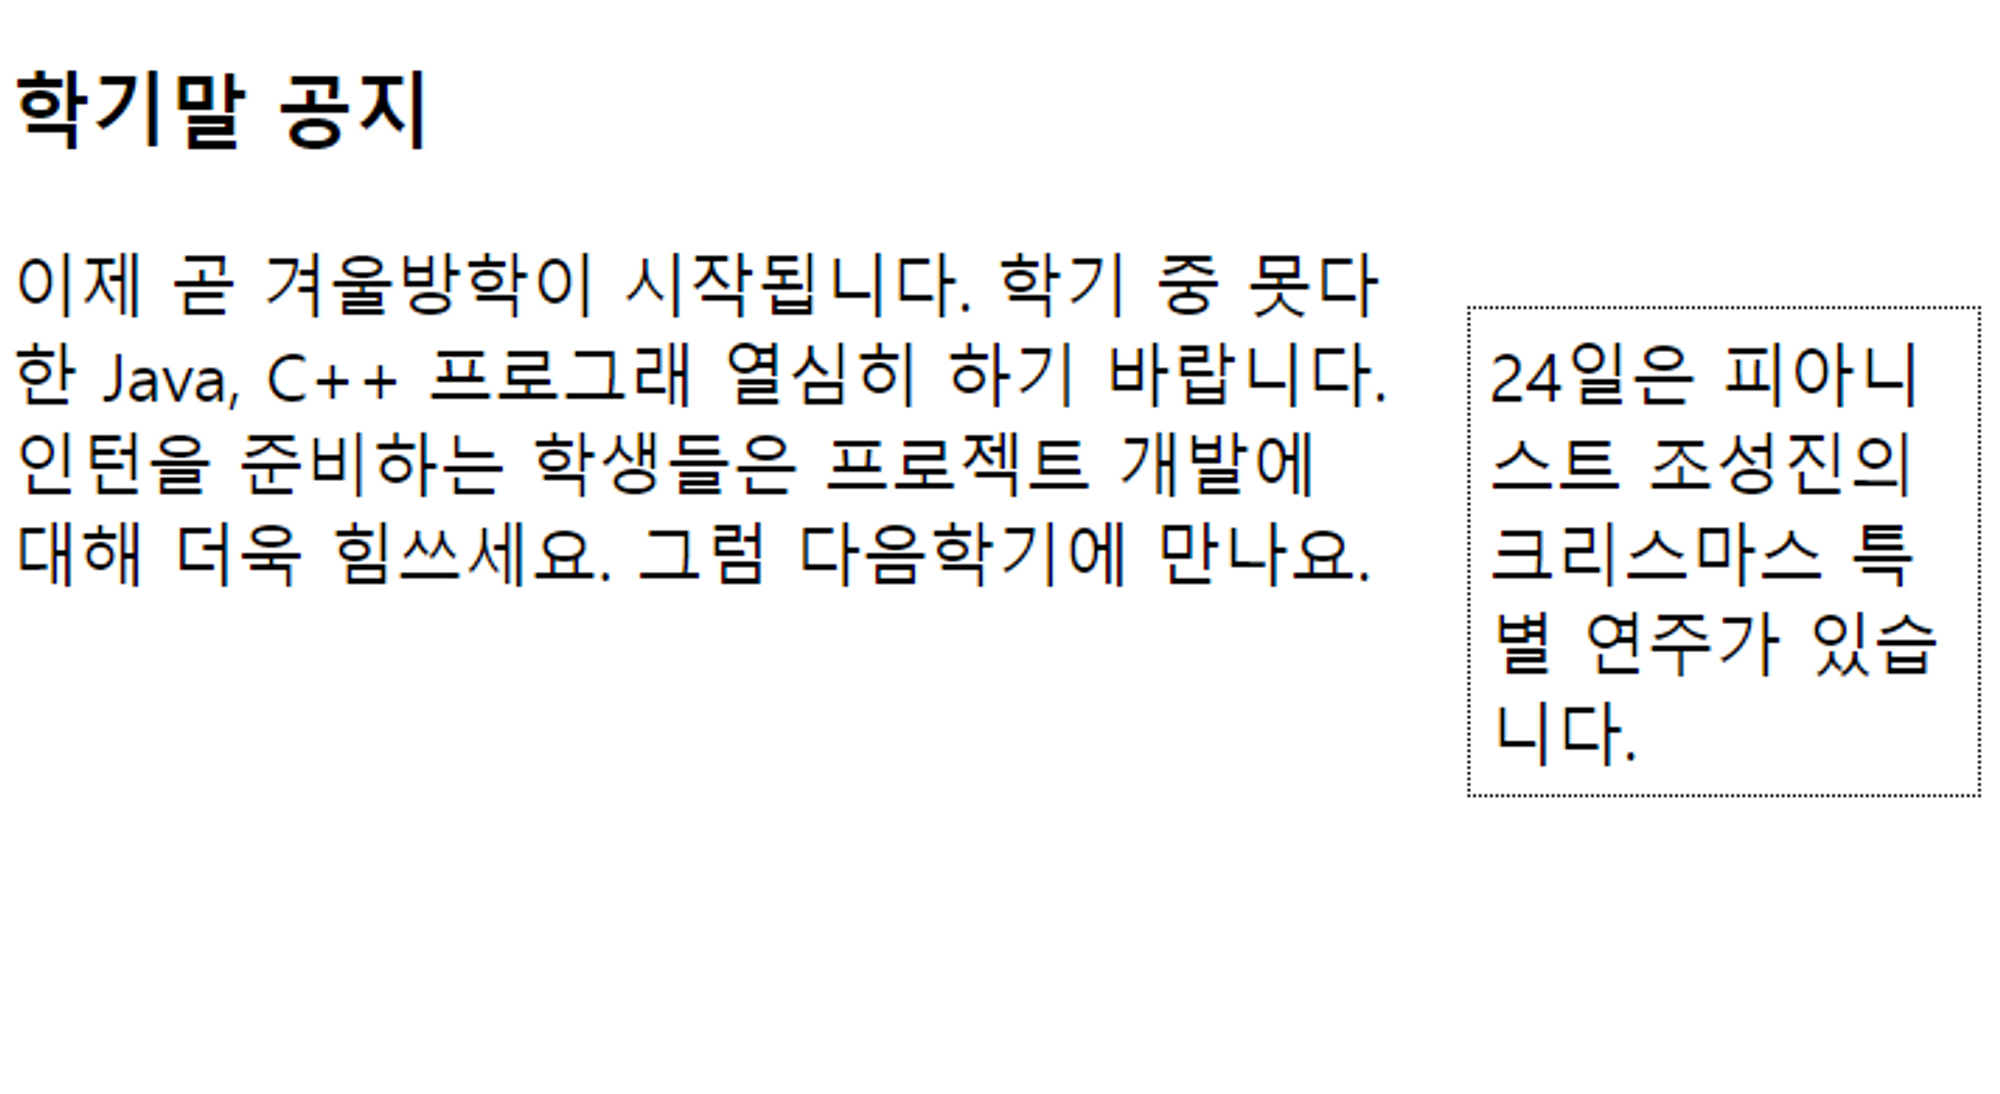 학기말 공지
이제 곧 겨울방학이 시작됩니다. 학기 중 못다
한 Java, C++ 프로그래 열심히 하기 바랍니다.
인턴을 준비하는 학생들은 프로젝트 개발에
대해 더욱 힘쓰세요. 그럼 다음학기에 만나요.
24일은 피아니
스트 조성진의
크리스마스 특
별 연주가 있습
니다.